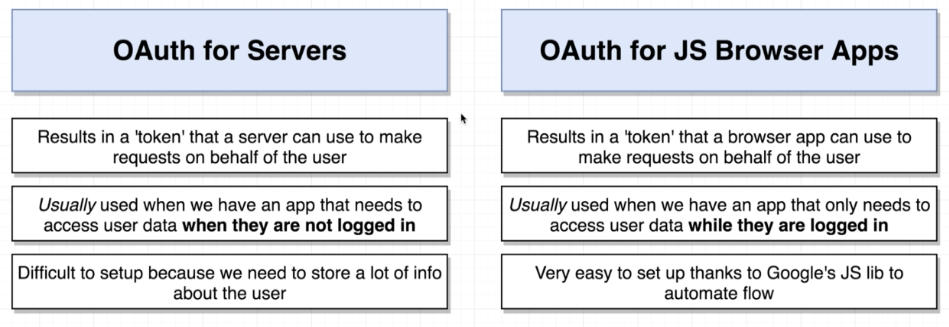 OAuth for Servers
Results in a 'token' that a server can use to make
requests on behalf of the user
Usually used when we have an app that needs to
access user data when they are not logged in
Difficult to setup because we need to store a lot of info
about the user
OAuth for JS Browser Apps
Results in a 'token' that a browser app can use to
make requests on behalf of the user
Usually used when we have an app that only needs to
access user data while they are logged in
Very easy to set up thanks to Google's JS lib to
automate flow